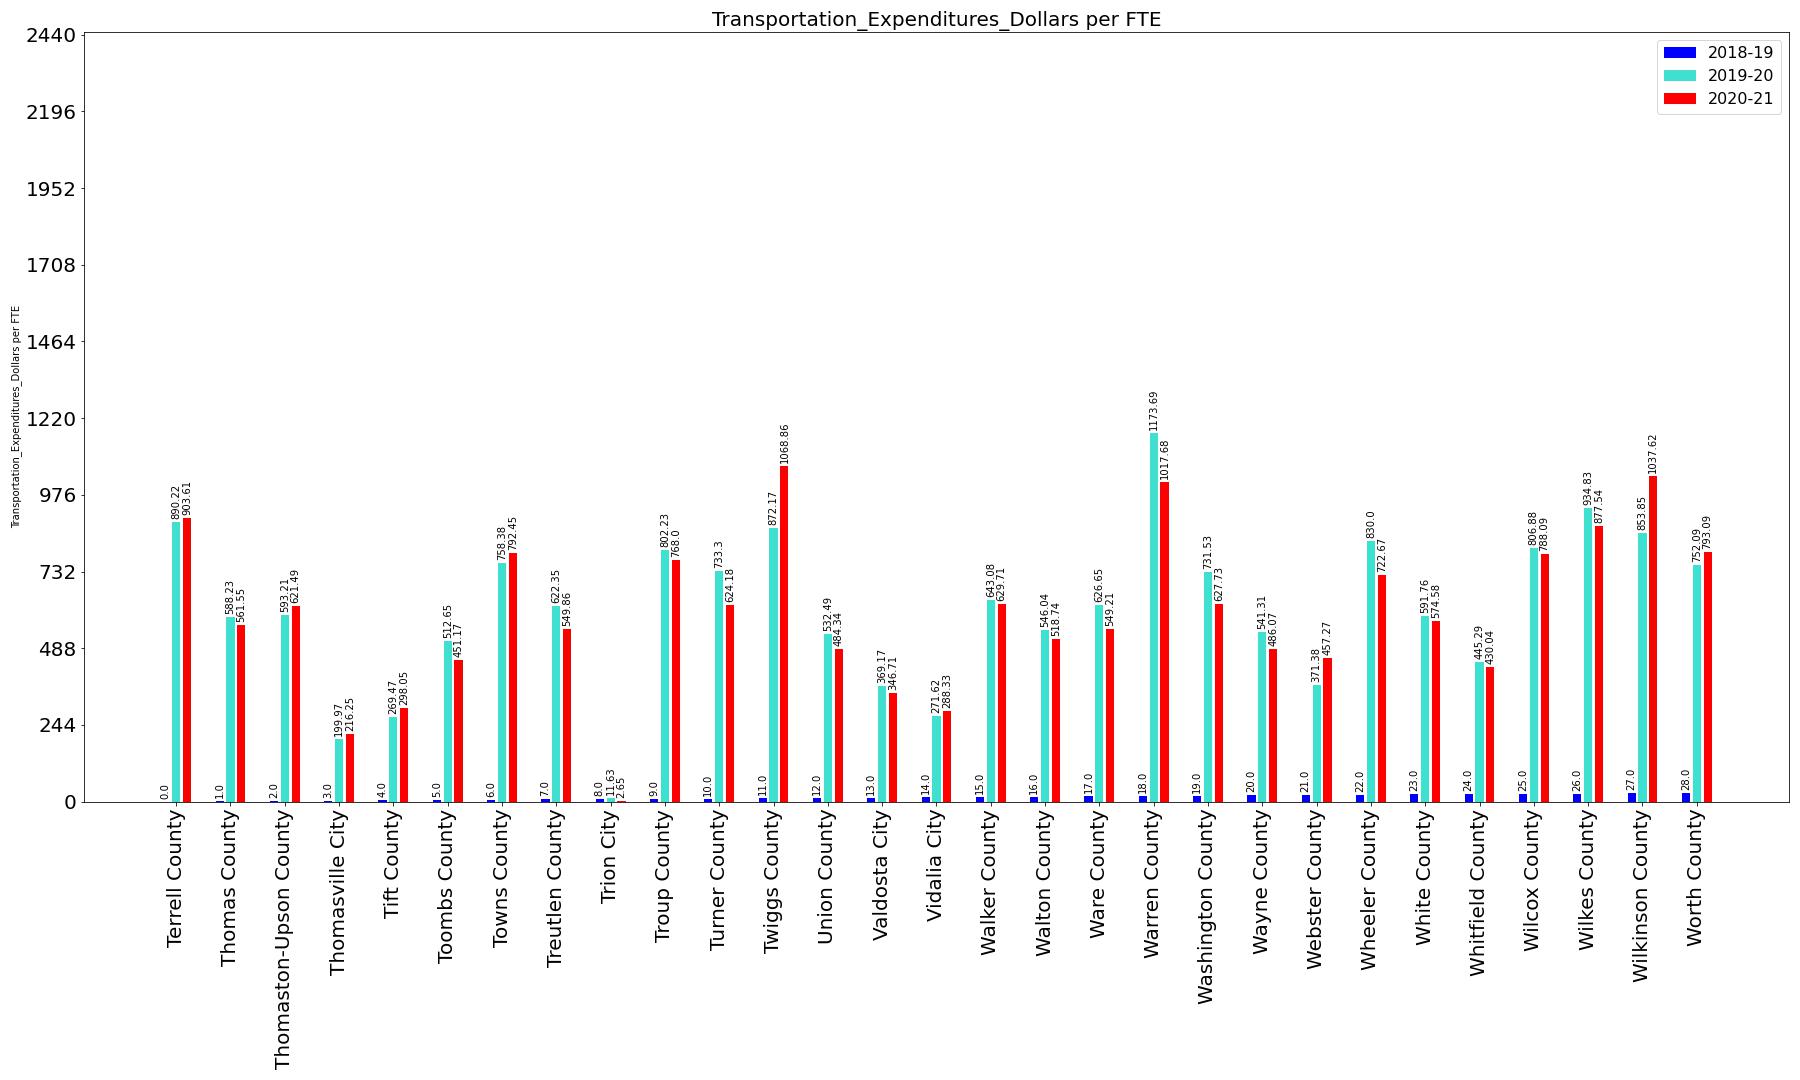 Transportation_Expenditures_Dollars per FTE
2018-19
2019-20
2020-21
Transportation_Expenditures_Dollars per FTE
2440
2196
1952
1708
1464
1220
976
732
488
244
0
0.0 890.22 903.61
1.0 588.23 561.55
2.0 593.21 621.49
3.0 199.97 216.25
4.0 269.47 298.05
5.0 512.65 451.17
6.0 758.38 792.45
7.0 622.35 549.86
8.0 11.63 2.65
9.0 802.23 768.0
10.0 733.3 624.18
11.0 872.17 1068.86
12.0 532.49 484.34
13.0 369.17 346.71
14.0 271.62 288.33
15.0 643.08 629.71
16.0 546.04 518.74
17.0 626.65 549.21
18.0 1173.69 1017.68
19.0 731.53 627.73
20.0 541.31 486.07
21.0 371.38 457.27
22.0 830.0 722.67
23.0 591.76 574.58
24.0 445.29 430.04
25.0 806.88 788.09
26.0 934.83 877.54
27.0 853.85 1037.62
28.0 752.09 793.09
Terrell County
Thomas County
Thomaston-Upson County
Thomasville City
Tift County
Toombs County
Towns County
Treutlen County
Trion City
Troup County
Turner County
Twiggs County
Union County
Valdosta City
Vidalia City
Walker County
Walton County
Ware County
Warren County
Washington County
Wayne County
Webster County
Wheeler County
White County
Whitfield County
Wilcox County
Wilkes County
Wilkinson County
Worth County